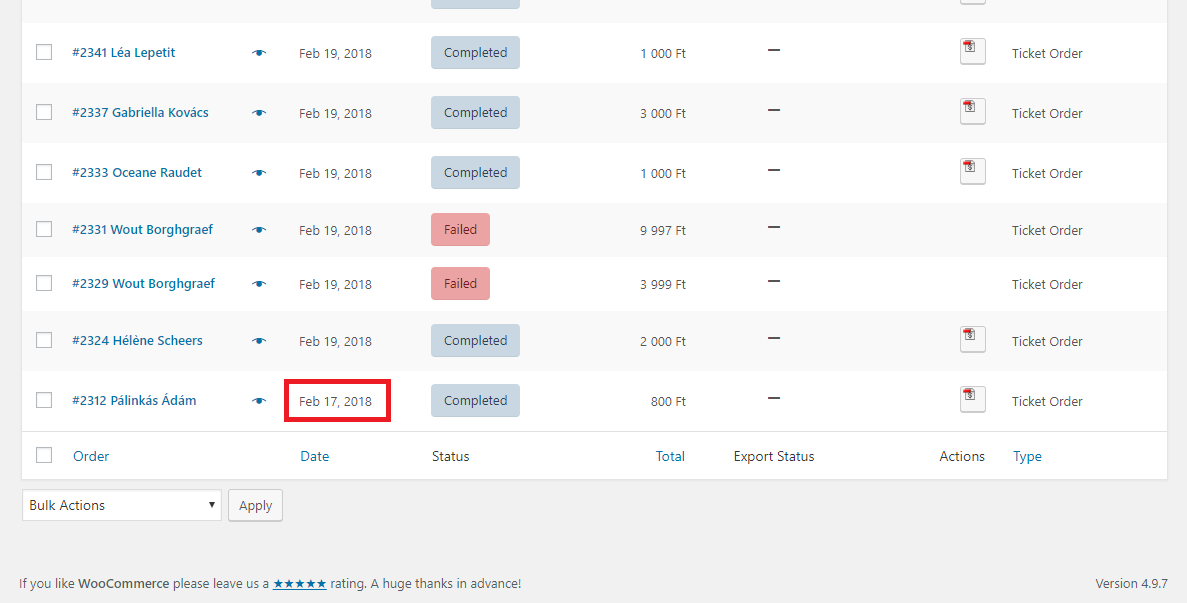 #2341 Léa Lepetit Feb 19, 2018 Completed 1 000 Ft – Ticket Order
#2337 Gabriella Kovács Feb 19, 2018 Completed 3 000 Ft – Ticket Order
#2333 Oceane Raudet Feb 19, 2018 Completed 1 000 Ft – Ticket Order
#2331 Wout Borghgraef Feb 19, 2018 Failed 9 997 Ft – Ticket Order
#2329 Wout Borghgraef Feb 19, 2018 Failed 3 999 Ft – Ticket Order
#2324 Hélène Scheers Feb 19, 2018 Completed 2 000 Ft – Ticket Order
#2312 Pálinkás Ádám Feb 17, 2018 Completed 800 Ft – Ticket Order
Order Date Status Total Export Status Actions Type
Bulk Actions Apply
If you like WooCommerce please leave us a ★★★★★ rating. A huge thanks in advance! Version 4.9.7